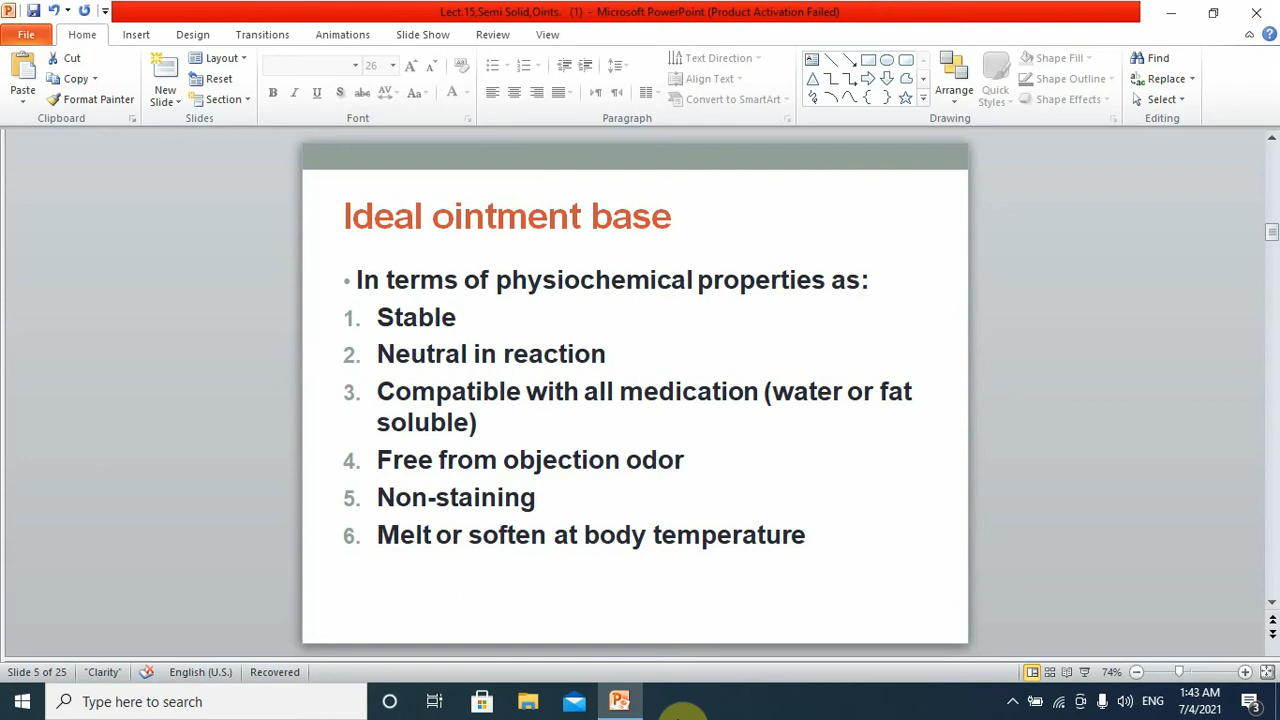 Lect.15,Semi Solid,Oints. (1) - Microsoft PowerPoint (Product Activation Failed)
File Home Insert Design Transitions Animations Slide Show Review View
Cut
Copy
Format Painter
Paste
Clipboard
New Slide
Layout
Reset
Section
Slides
26
Font
Text Direction
Align Text
Convert to SmartArt
Paragraph
Arrange
Quick Styles
Shape Fill
Shape Outline
Shape Effects
Drawing
Find
Replace
Select
Editing
Ideal ointment base
• In terms of physiochemical properties as:
1. Stable
2. Neutral in reaction
3. Compatible with all medication (water or fat
soluble)
4. Free from objection odor
5. Non-staining
6. Melt or soften at body temperature
Slide 5 of 25 "Clarity" English (U.S.) Recovered 74%
Type here to search
ENG
1:43 AM
7/4/2021
3